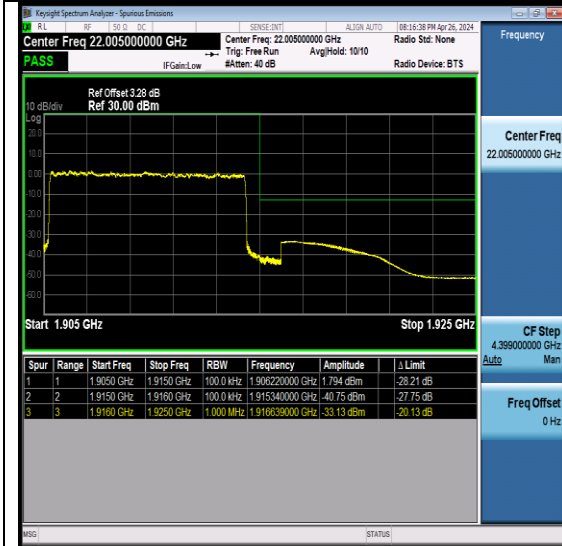 Keysight Spectrum Analyzer - Spurious Emissions
RL RF 50 Ω DC SENSE:INT ALIGN AUTO 08:16:38 PM Apr 26, 2024
Center Freq 22.005000000 GHz Center Freq: 22.005000000 GHz Radio Std: None Frequency
Trig: Free Run Avg|Hold: 10/10
PASS IFGain:Low #Atten: 40 dB Radio Device: BTS
Ref Offset 3.28 dB
10 dB/div Ref 30.00 dBm
Log
20.0
10.0
0.00
-10.0
-20.0
-30.0
-40.0
-50.0
-60.0
Center Freq
22.005000000 GHz
Start 1.905 GHz Stop 1.925 GHz
CF Step
4.399000000 GHz
Auto Man
Spur Range Start Freq Stop Freq RBW Frequency Amplitude Δ Limit
1 1 1.9050 GHz 1.9150 GHz 100.0 kHz 1.906220000 GHz 1.794 dBm -28.21 dB
2 2 1.9150 GHz 1.9160 GHz 100.0 kHz 1.915340000 GHz -40.75 dBm -27.75 dB
3 3 1.9160 GHz 1.9250 GHz 1.000 MHz 1.916639000 GHz -33.13 dBm -20.13 dB
Freq Offset
0 Hz
MSG STATUS